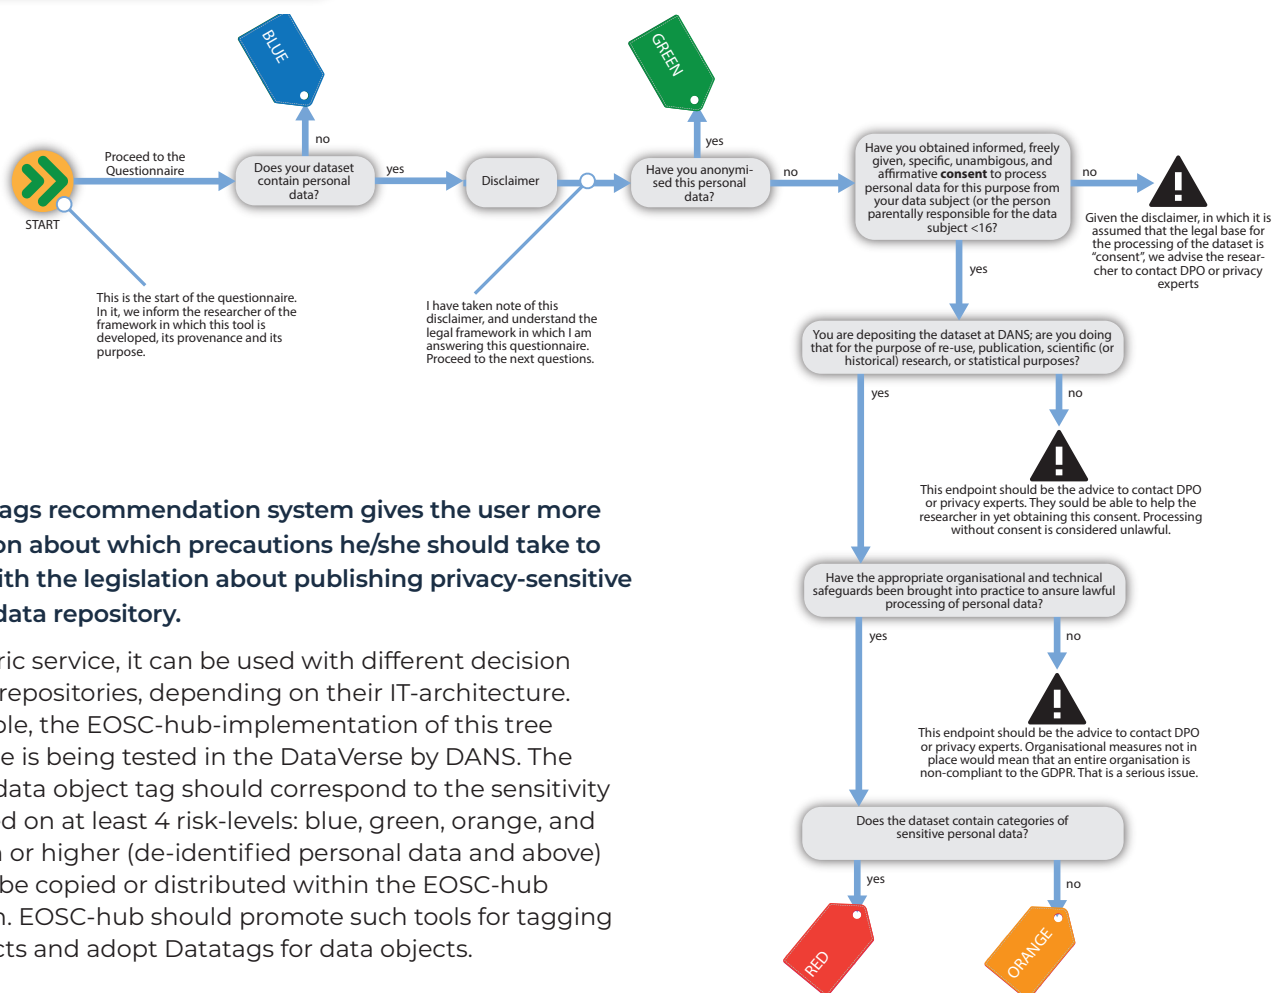 BLUE
GREEN
no
yes
Proceed to the
Questionnaire
START
Does your dataset
contain personal
data?
yes
Disclaimer
Have you anonymi-
sed this personal
data?
no
Have you obtained informed, freely
given, specific, unambigous, and
affirmative consent to process
personal data for this purpose from
your data subject (or the person
parentally responsible for the data
subject <16?
no
Given the disclaimer, in which it is
assumed that the legal base for
the processing of the dataset is
“consent”, we advise the resear-
cher to contact DPO or privacy
experts
yes
This is the start of the questionnaire.
In it, we inform the researcher of the
framework in which this tool is
developed, its provenance and its
purpose.
I have taken note of this
disclaimer, and understand the
legal framework in which I am
answering this questionnaire.
Proceed to the next questions.
You are depositing the dataset at DANS; are you doing
that for the purpose of re-use, publication, scientific (or
historical) research, or statistical purposes?
yes
no
This endpoint should be the advice to contact DPO
or privacy experts. They sould be able to help the
researcher in yet obtaining this consent. Processing
without consent is considered unlawful.
Have the appropriate organisational and technical
safeguards been brought into practice to ansure lawful
processing of personal data?
yes
no
This endpoint should be the advice to contact DPO
or privacy experts. Organisational measures not in
place would mean that an entire organisation is
non-compliant to the GDPR. That is a serious issue.
Does the dataset contain categories of
sensitive personal data?
yes
no
RED
ORANGE
ags recommendation system gives the user more
on about which precautions he/she should take to
ith the legislation about publishing privacy-sensitive
data repository.
ric service, it can be used with different decision
repositories, depending on their IT-architecture.
ple, the EOSC-hub-implementation of this tree
e is being tested in the DataVerse by DANS. The
data object tag should correspond to the sensitivity
ed on at least 4 risk-levels: blue, green, orange, and
n or higher (de-identified personal data and above)
be copied or distributed within the EOSC-hub
n. EOSC-hub should promote such tools for tagging
cts and adopt Datatags for data objects.